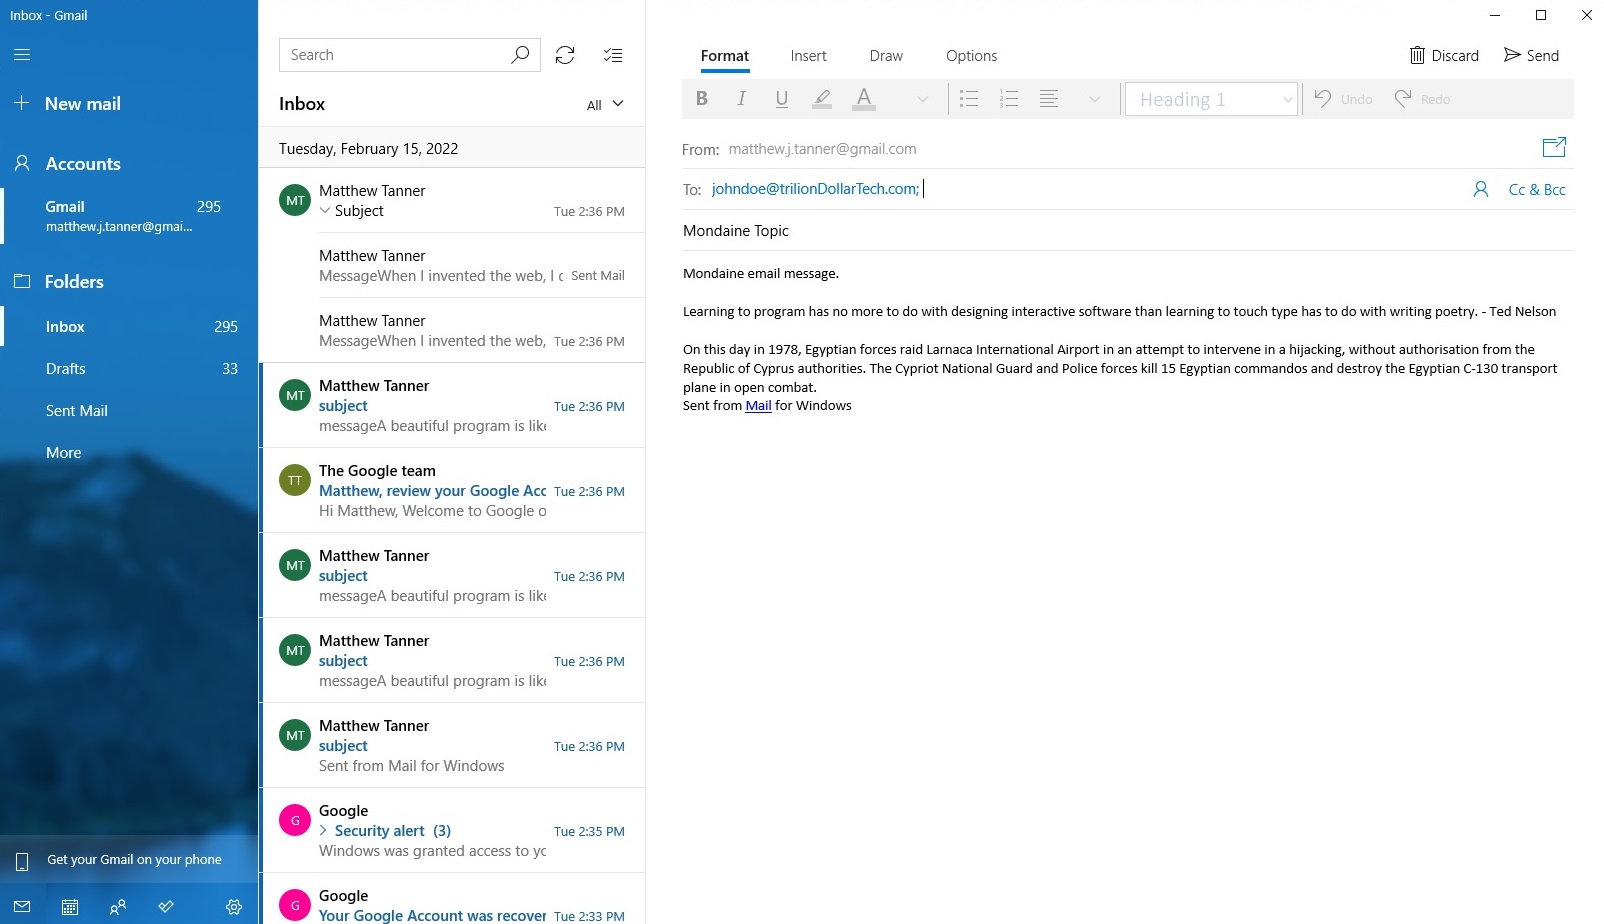 Inbox - Gmail
New mail
Accounts
Gmail 295
matthew.j.tanner@gmai...
Folders
Inbox 295
Drafts 33
Sent Mail
More
Get your Gmail on your phone
Search
Inbox All
Tuesday, February 15, 2022
MT Matthew Tanner
Subject Tue 2:36 PM
Matthew Tanner
MessageWhen I invented the web, I c Sent Mail
Matthew Tanner
MessageWhen I invented the web, Tue 2:36 PM
MT Matthew Tanner
subject Tue 2:36 PM
messageA beautiful program is like
TT The Google team
Matthew, review your Google Acc Tue 2:36 PM
Hi Matthew, Welcome to Google o
MT Matthew Tanner
subject Tue 2:36 PM
messageA beautiful program is like
MT Matthew Tanner
subject Tue 2:36 PM
messageA beautiful program is like
MT Matthew Tanner
subject Tue 2:36 PM
Sent from Mail for Windows
G Google
Security alert (3) Tue 2:35 PM
Windows was granted access to yo
G Google
Your Google Account was recover Tue 2:33 PM
Format Insert Draw Options Discard Send
B I U A Heading 1 Undo Redo
From: matthew.j.tanner@gmail.com
To: johndoe@trilionDollarTech.com; Cc & Bcc
Mondaine Topic
Mondaine email message.
Learning to program has no more to do with designing interactive software than learning to touch type has to do with writing poetry. - Ted Nelson
On this day in 1978, Egyptian forces raid Larnaca International Airport in an attempt to intervene in a hijacking, without authorisation from the
Republic of Cyprus authorities. The Cypriot National Guard and Police forces kill 15 Egyptian commandos and destroy the Egyptian C-130 transport
plane in open combat.
Sent from Mail for Windows